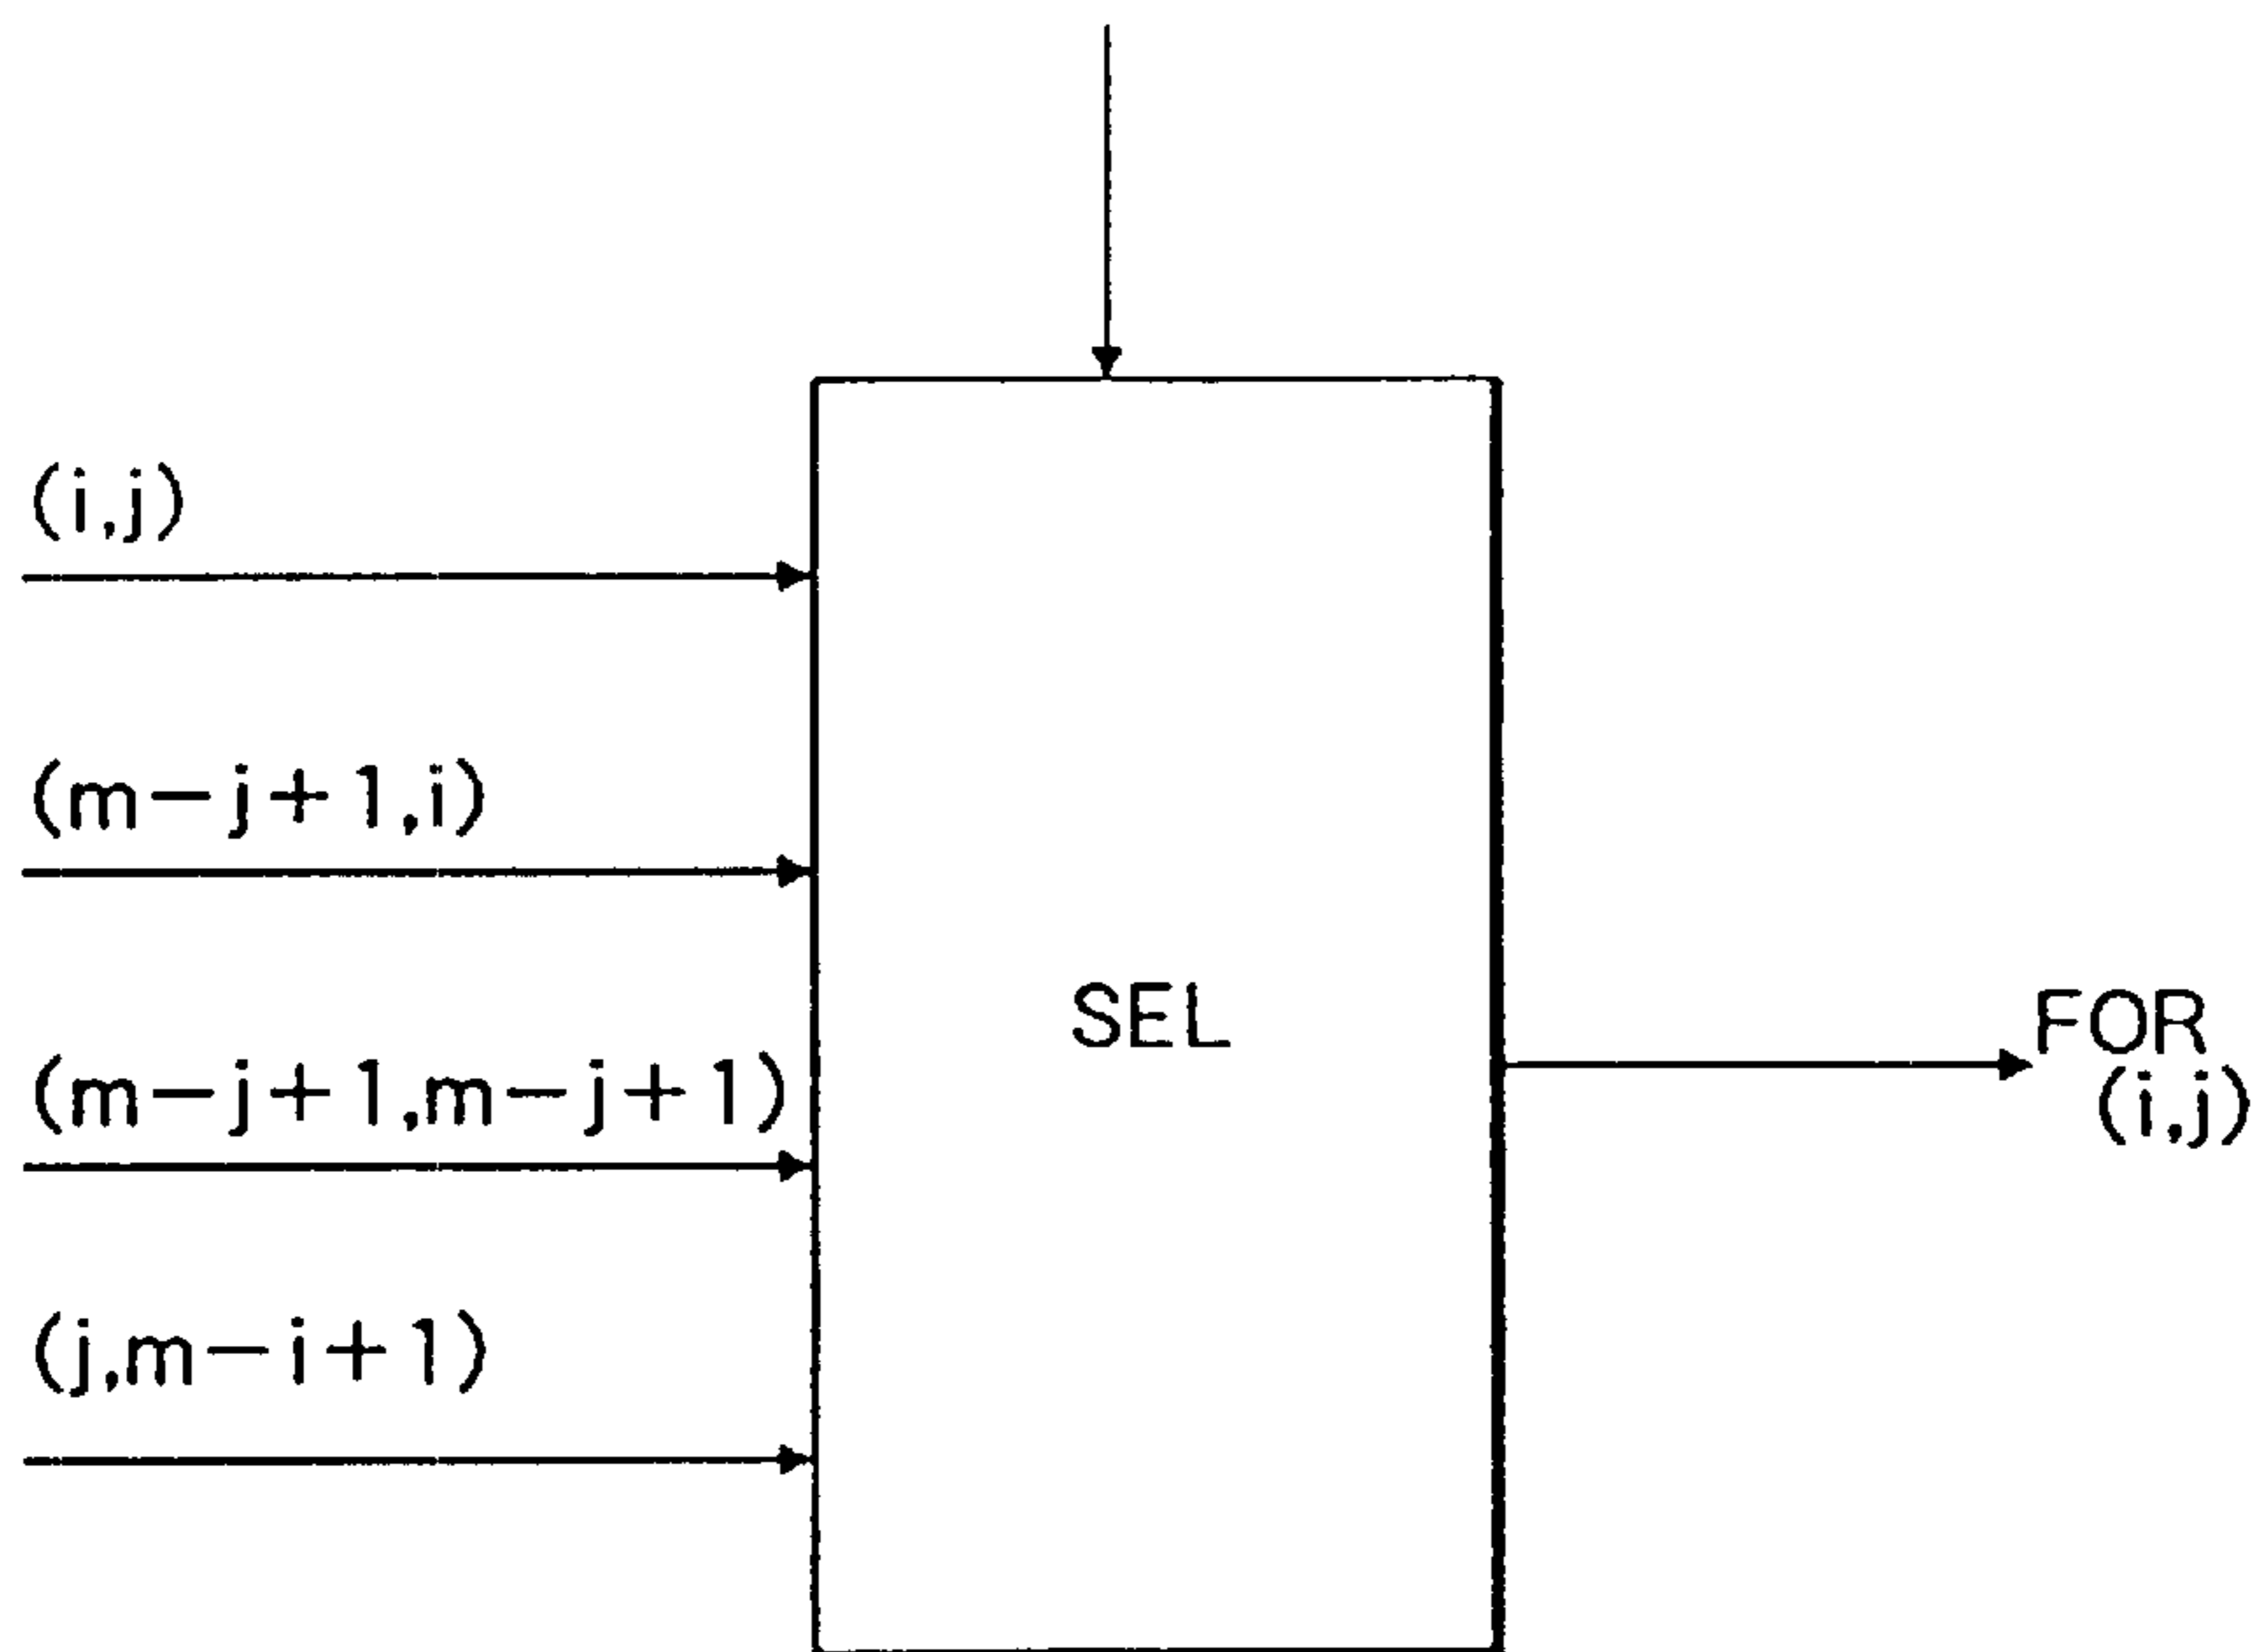 (i,j)
(m-j+1,i)
SEL
FOR
(m-j+1,m-j+1)
(i,j)
(j,m-i+1)